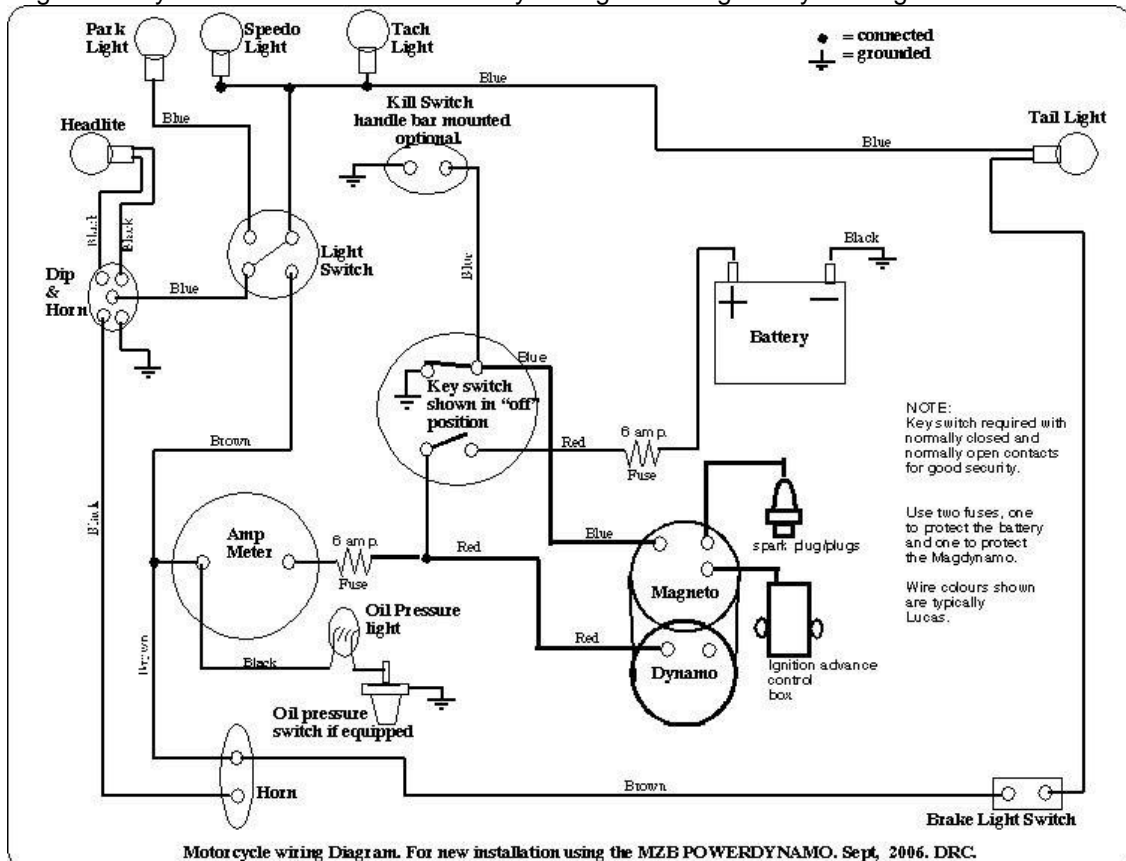 Park
Light
Speedo
Light
Tach
Light
= connected
= grounded
Blue
Kill Switch
handle bar mounted
optional.
Headlite
Blue
Tail Light
Blue
Black
Black
Light
Switch
Blue
Black
Dip
&
Horn
Blue
Battery
Blue
Key switch
shown in "off"
position
NOTE:
Key switch required with
normally closed and
normally open contacts
for good security.
Use two fuses, one
to protect the battery
and one to protect
the Magdynamo.
Wire colours shown
are typically
Lucas.
Brown
Red
6 amp.
Fuse
Black
Amp
Meter
6 amp.
Fuse
Red
Blue
spark plug/plugs
Magneto
Oil Pressure
light
Red
Dynamo
Ignition advance
control
box
Brown
Black
Oil pressure
switch if equipped
Horn
Brown
Brake Light Switch
Motorcycle wiring Diagram. For new installation using the MZB POWERDYNAMO. Sept, 2006. DRC.